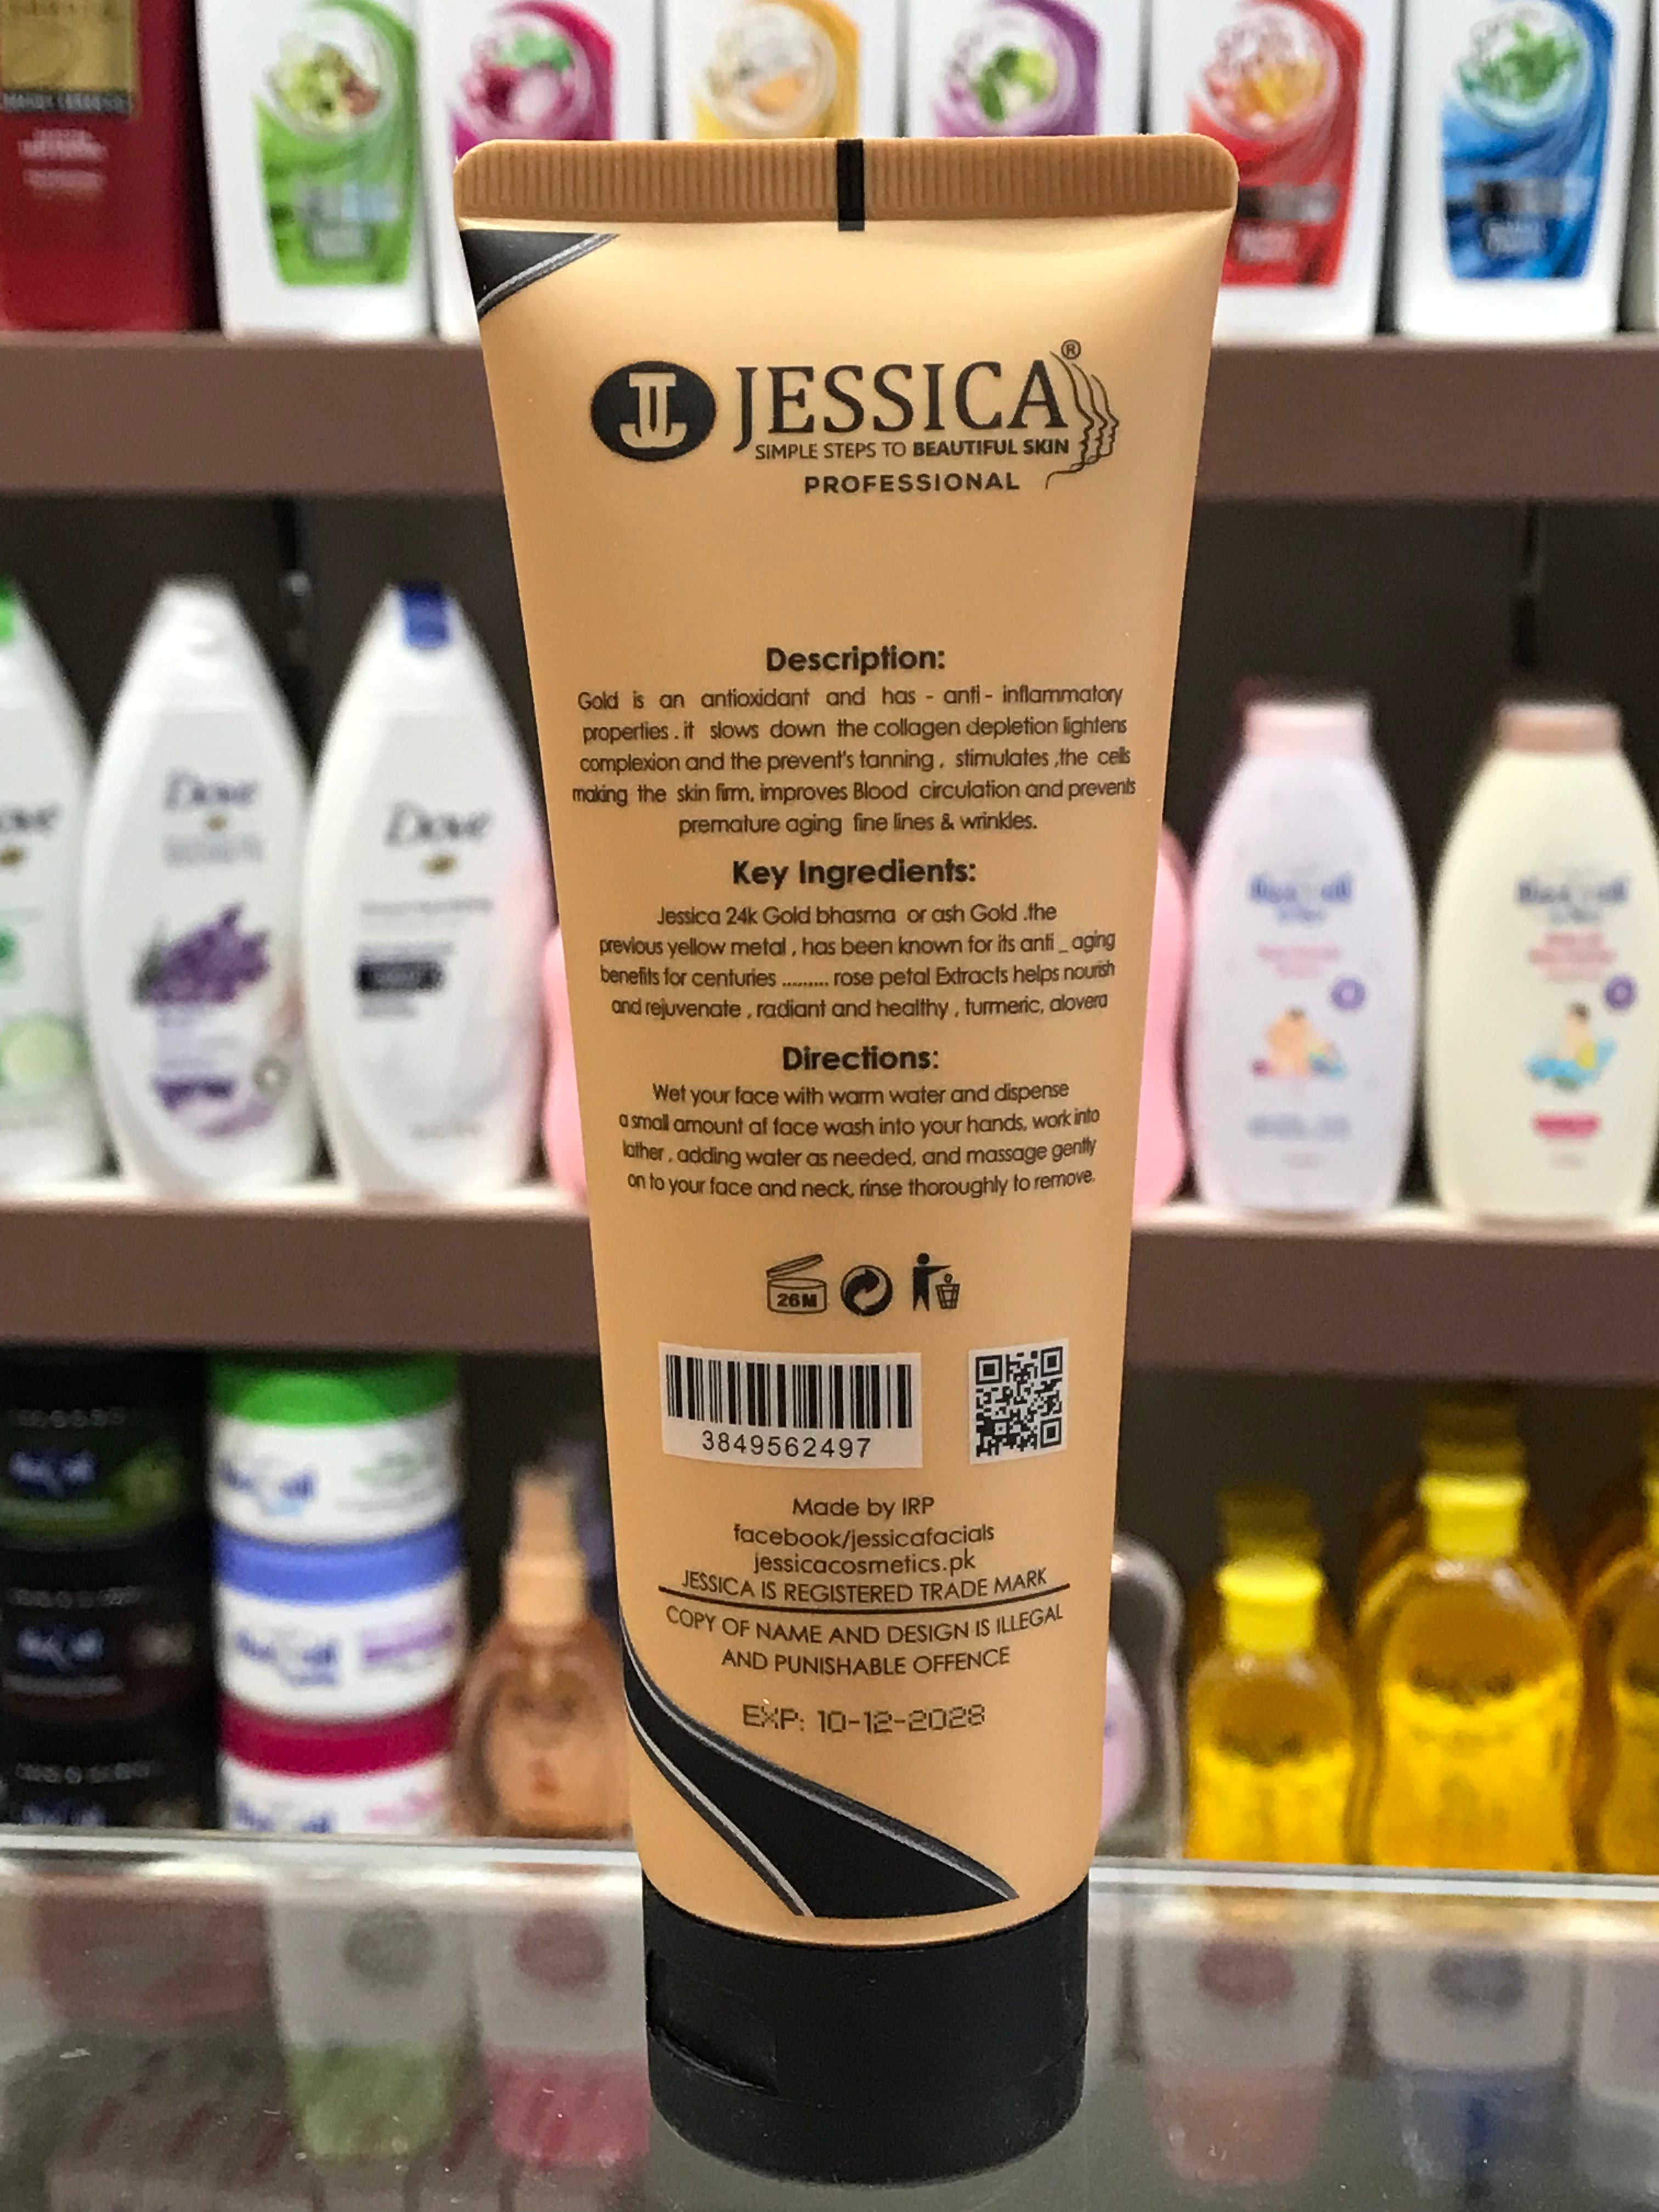 JESSICA®
SIMPLE STEPS TO BEAUTIFUL SKIN
PROFESSIONAL
Description:
Gold is an antioxidant and has - anti - inflammatory
properties . it slows down the collagen depletion lightens
complexion and the prevent's tanning , stimulates ,the cells
making the skin firm, improves Blood circulation and prevents
premature aging fine lines & wrinkles.
Key Ingredients:
Jessica 24k Gold bhasma or ash Gold .the
previous yellow metal , has been known for its anti _ aging
benefits for centuries ......... rose petal Extracts helps nourish
and rejuvenate , radiant and healthy , turmeric, alovera
Directions:
Wet your face with warm water and dispense
a small amount af face wash into your hands, work into
lather , adding water as needed, and massage gently
on to your face and neck, rinse thoroughly to remove.
26M
3849562497
Made by IRP
facebook/jessicafacials
jessicacosmetics.pk
JESSICA IS REGISTERED TRADE MARK
COPY OF NAME AND DESIGN IS ILLEGAL
AND PUNISHABLE OFFENCE
EXP: 10-12-2028
Dove
Dove